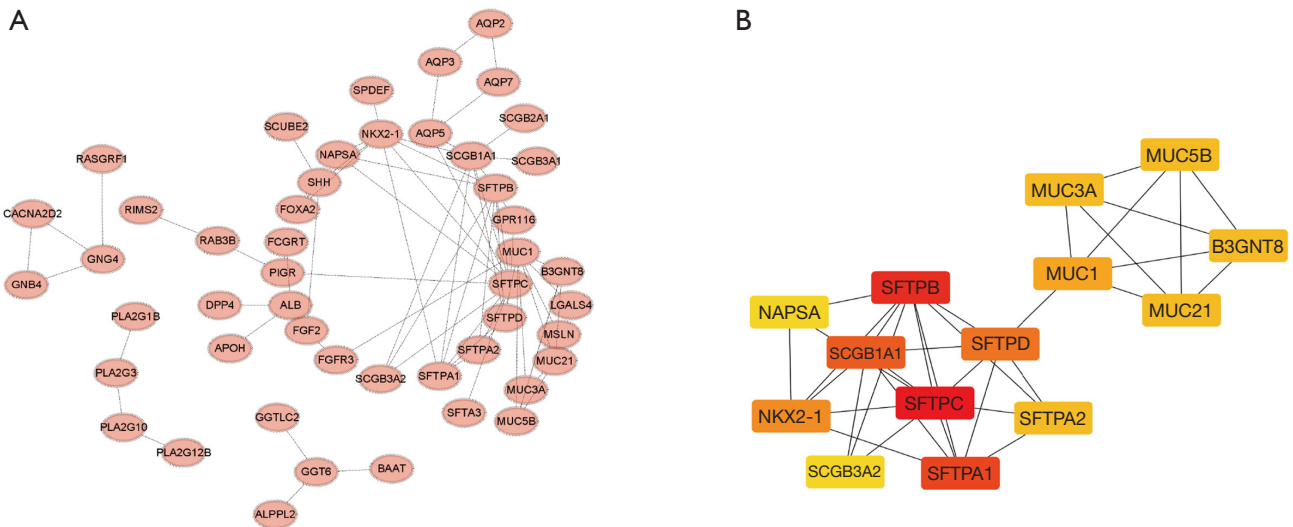 A
B
AQP2
AQP3
AQP7
SPDEF
SCGB2A1
SCUBE2
NKX2-1
AQP5
NAPSA
SCGB1A1
SCGB3A1
RASGRF1
SHH
SFTPB
CACNA2D2
RIMS2
FOXA2
GPR116
RAB3B
FCGRT
MUC1
GNG4
PIGR
B3GNT8
GNB4
SFTPC
DPP4
ALB
LGALS4
PLA2G1B
FGF2
SFTPD
MSLN
APOH
SFTPA2
FGFR3
MUC21
PLA2G3
SCGB3A2
SFTPA1
MUC3A
SFTA3
MUC5B
GGTLC2
PLA2G10
PLA2G12B
GGT6
BAAT
ALPPL2
MUC5B
MUC3A
B3GNT8
MUC1
SFTPB
MUC21
NAPSA
SCGB1A1
SFTPD
SFTPC
NKX2-1
SFTPA2
SCGB3A2
SFTPA1